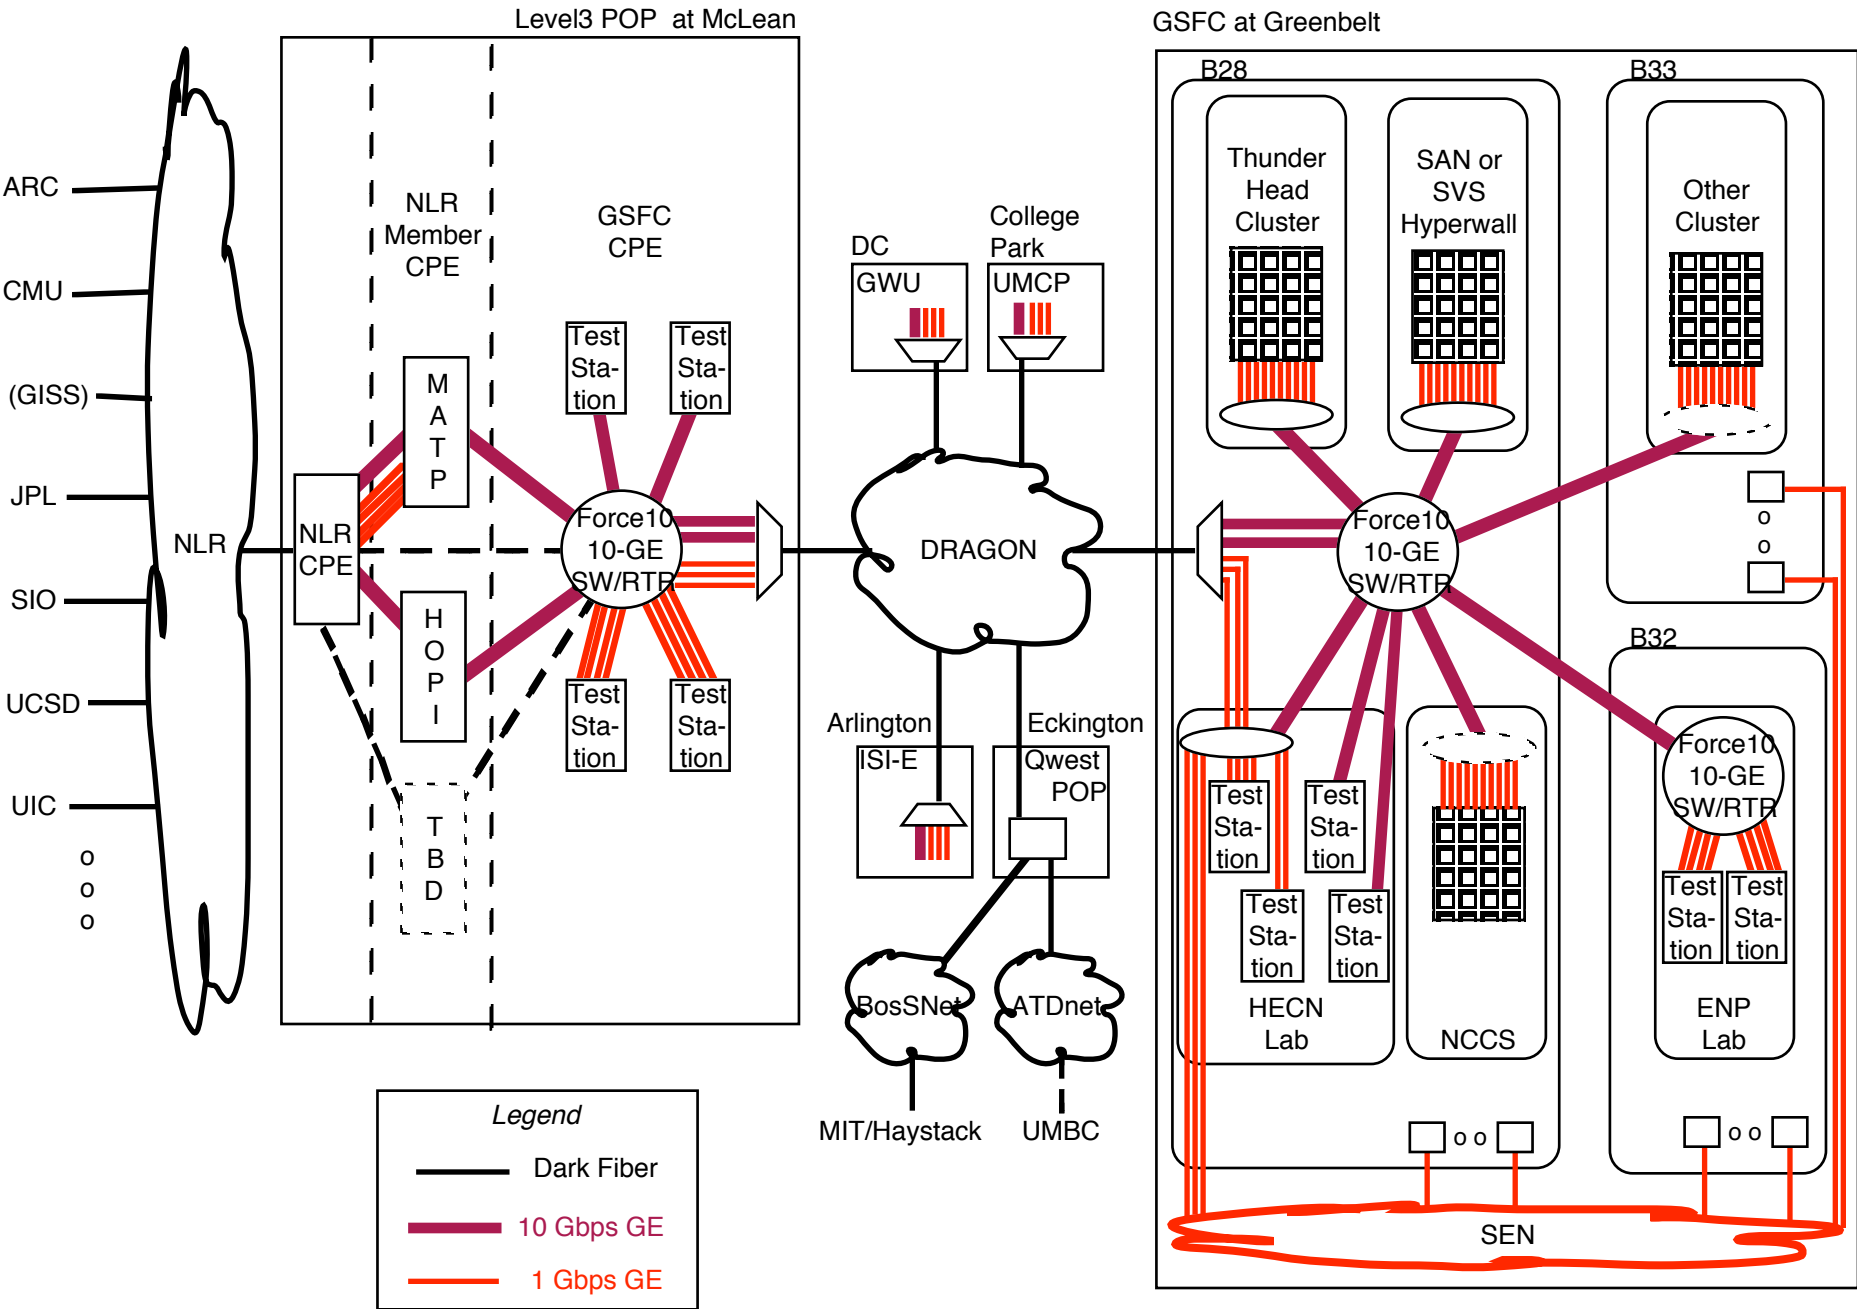 Level3 POP  at McLean
GSFC at Greenbelt
ARC
CMU
(GISS)
JPL
SIO
UCSD
UIC
o
o
o
NLR
NLR
CPE
NLR
Member
CPE
GSFC
CPE
M
A
T
P
H
O
P
I
T
B
D
Test
Sta-
tion
Test
Sta-
tion
Force10
10-GE
SW/RTR
Test
Sta-
tion
Test
Sta-
tion
DC
GWU
College
Park
UMCP
DRAGON
Arlington
ISI-E
Eckington
Qwest
POP
BosSNet
ATDnet
MIT/Haystack
UMBC
B28
Thunder
Head
Cluster
SAN or
SVS
Hyperwall
Force10
10-GE
SW/RTR
Test
Sta-
tion
Test
Sta-
tion
Test
Sta-
tion
Test
Sta-
tion
HECN
Lab
NCCS
o o
B33
Other
Cluster
o
o
B32
Force10
10-GE
SW/RTR
Test
Sta-
tion
Test
Sta-
tion
ENP
Lab
o o
SEN
Legend
Dark Fiber
10 Gbps GE
1 Gbps GE